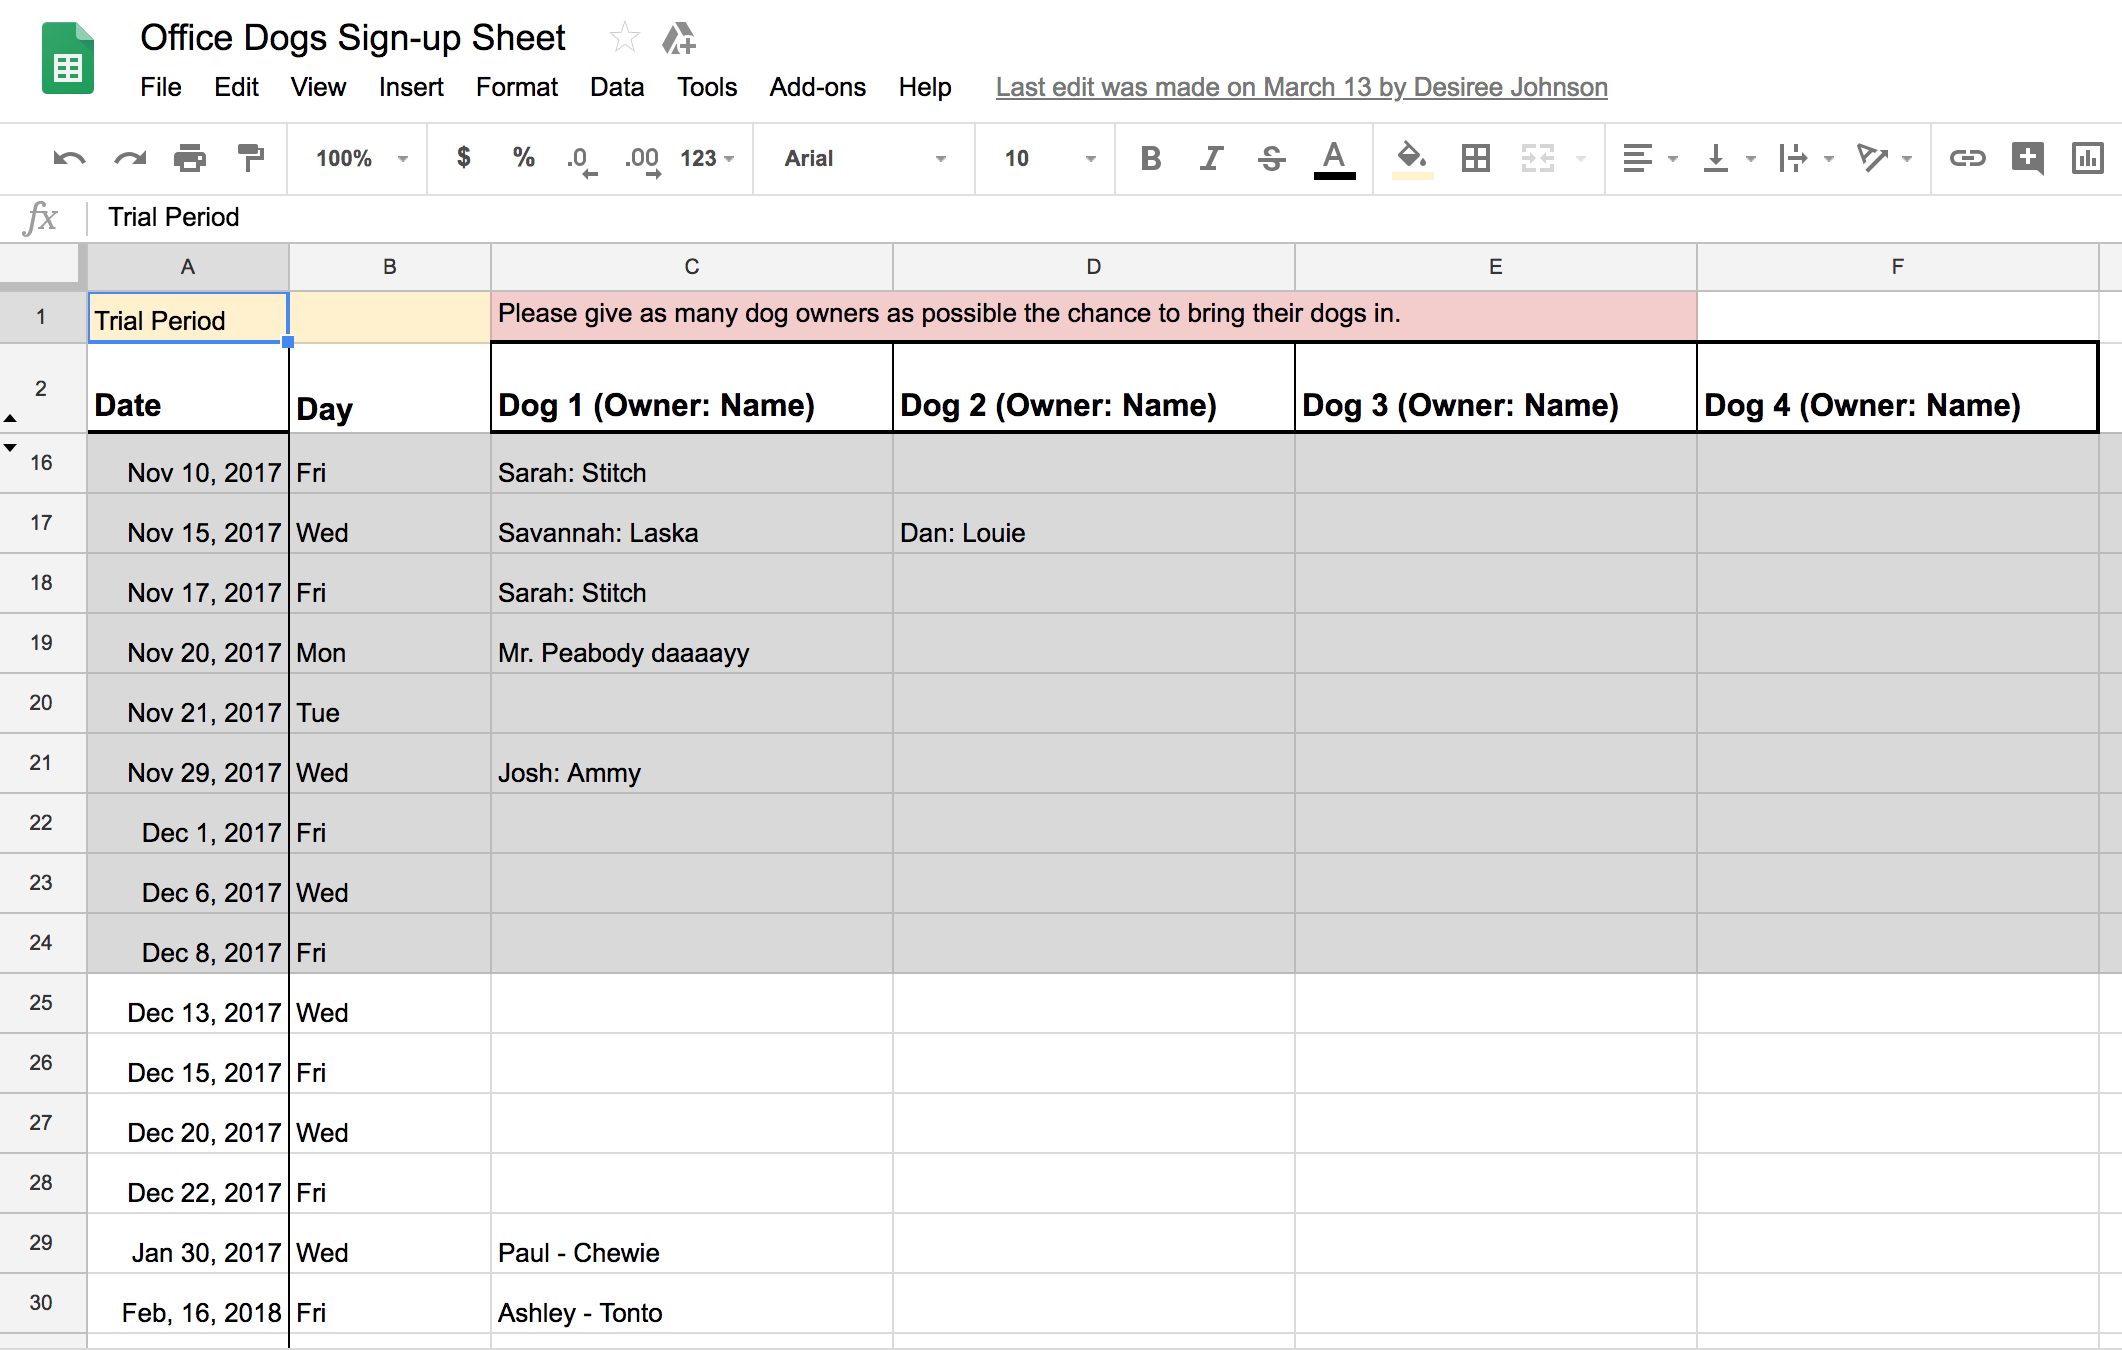 Office Dogs Sign-up Sheet
File Edit View Insert Format Data Tools Add-ons Help Last edit was made on March 13 by Desiree Johnson
100% $ % .0 .00 123 Arial 10 B I S A
fx Trial Period
A B C D E F
1 Trial Period Please give as many dog owners as possible the chance to bring their dogs in.
2 Date Day Dog 1 (Owner: Name) Dog 2 (Owner: Name) Dog 3 (Owner: Name) Dog 4 (Owner: Name)
16 Nov 10, 2017 Fri Sarah: Stitch
17 Nov 15, 2017 Wed Savannah: Laska Dan: Louie
18 Nov 17, 2017 Fri Sarah: Stitch
19 Nov 20, 2017 Mon Mr. Peabody daaaayy
20 Nov 21, 2017 Tue
21 Nov 29, 2017 Wed Josh: Ammy
22 Dec 1, 2017 Fri
23 Dec 6, 2017 Wed
24 Dec 8, 2017 Fri
25 Dec 13, 2017 Wed
26 Dec 15, 2017 Fri
27 Dec 20, 2017 Wed
28 Dec 22, 2017 Fri
29 Jan 30, 2017 Wed Paul - Chewie
30 Feb, 16, 2018 Fri Ashley - Tonto